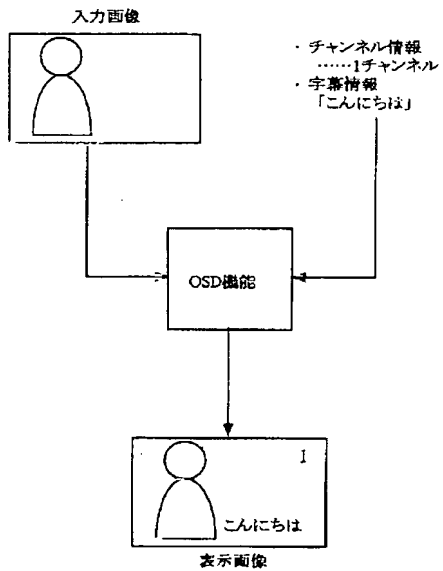 入力画像
・ チャンネル情報
……1チャンネル
・ 字幕情報
「こんにちは」
OSD機能
1
こんにちは
表示画像